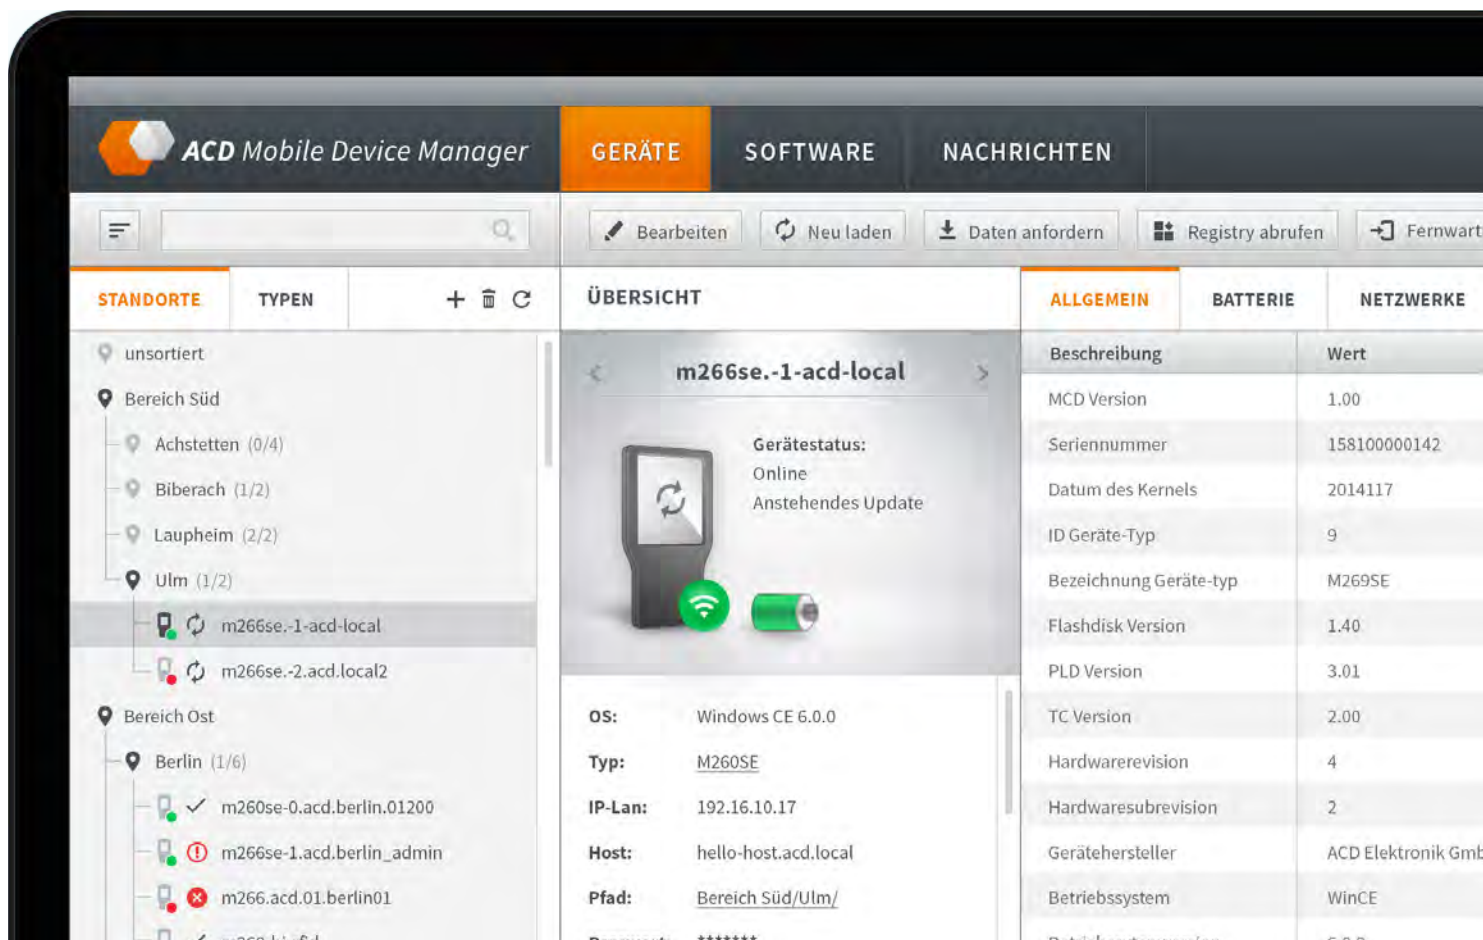 ACD Mobile Device Manager
GERÄTE
SOFTWARE
NACHRICHTEN
Bearbeiten
Neu laden
Daten anfordern
Registry abrufen
Fernwart
STANDORTE
TYPEN
unsortiert
Bereich Süd
Achstetten (0/4)
Biberach (1/2)
Laupheim (2/2)
Ulm (1/2)
m266se.-1-acd-local
m266se.-2.acd.local2
Bereich Ost
Berlin (1/6)
m260se-0.acd.berlin.01200
m266se-1.acd.berlin_admin
m266.acd.01.berlin01
ÜBERSICHT
m266se.-1-acd-local
Gerätestatus:
Online
Anstehendes Update
OS: Windows CE 6.0.0
Typ: M260SE
IP-Lan: 192.16.10.17
Host: hello-host.acd.local
Pfad: Bereich Süd/Ulm/
ALLGEMEIN
BATTERIE
NETZWERKE
Beschreibung Wert
MCD Version 1.00
Seriennummer 158100000142
Datum des Kernels 2014117
ID Geräte-Typ 9
Bezeichnung Geräte-typ M269SE
Flashdisk Version 1.40
PLD Version 3.01
TC Version 2.00
Hardwarerevision 4
Hardwaresubrevision 2
Gerätehersteller ACD Elektronik Gmb
Betriebssystem WinCE